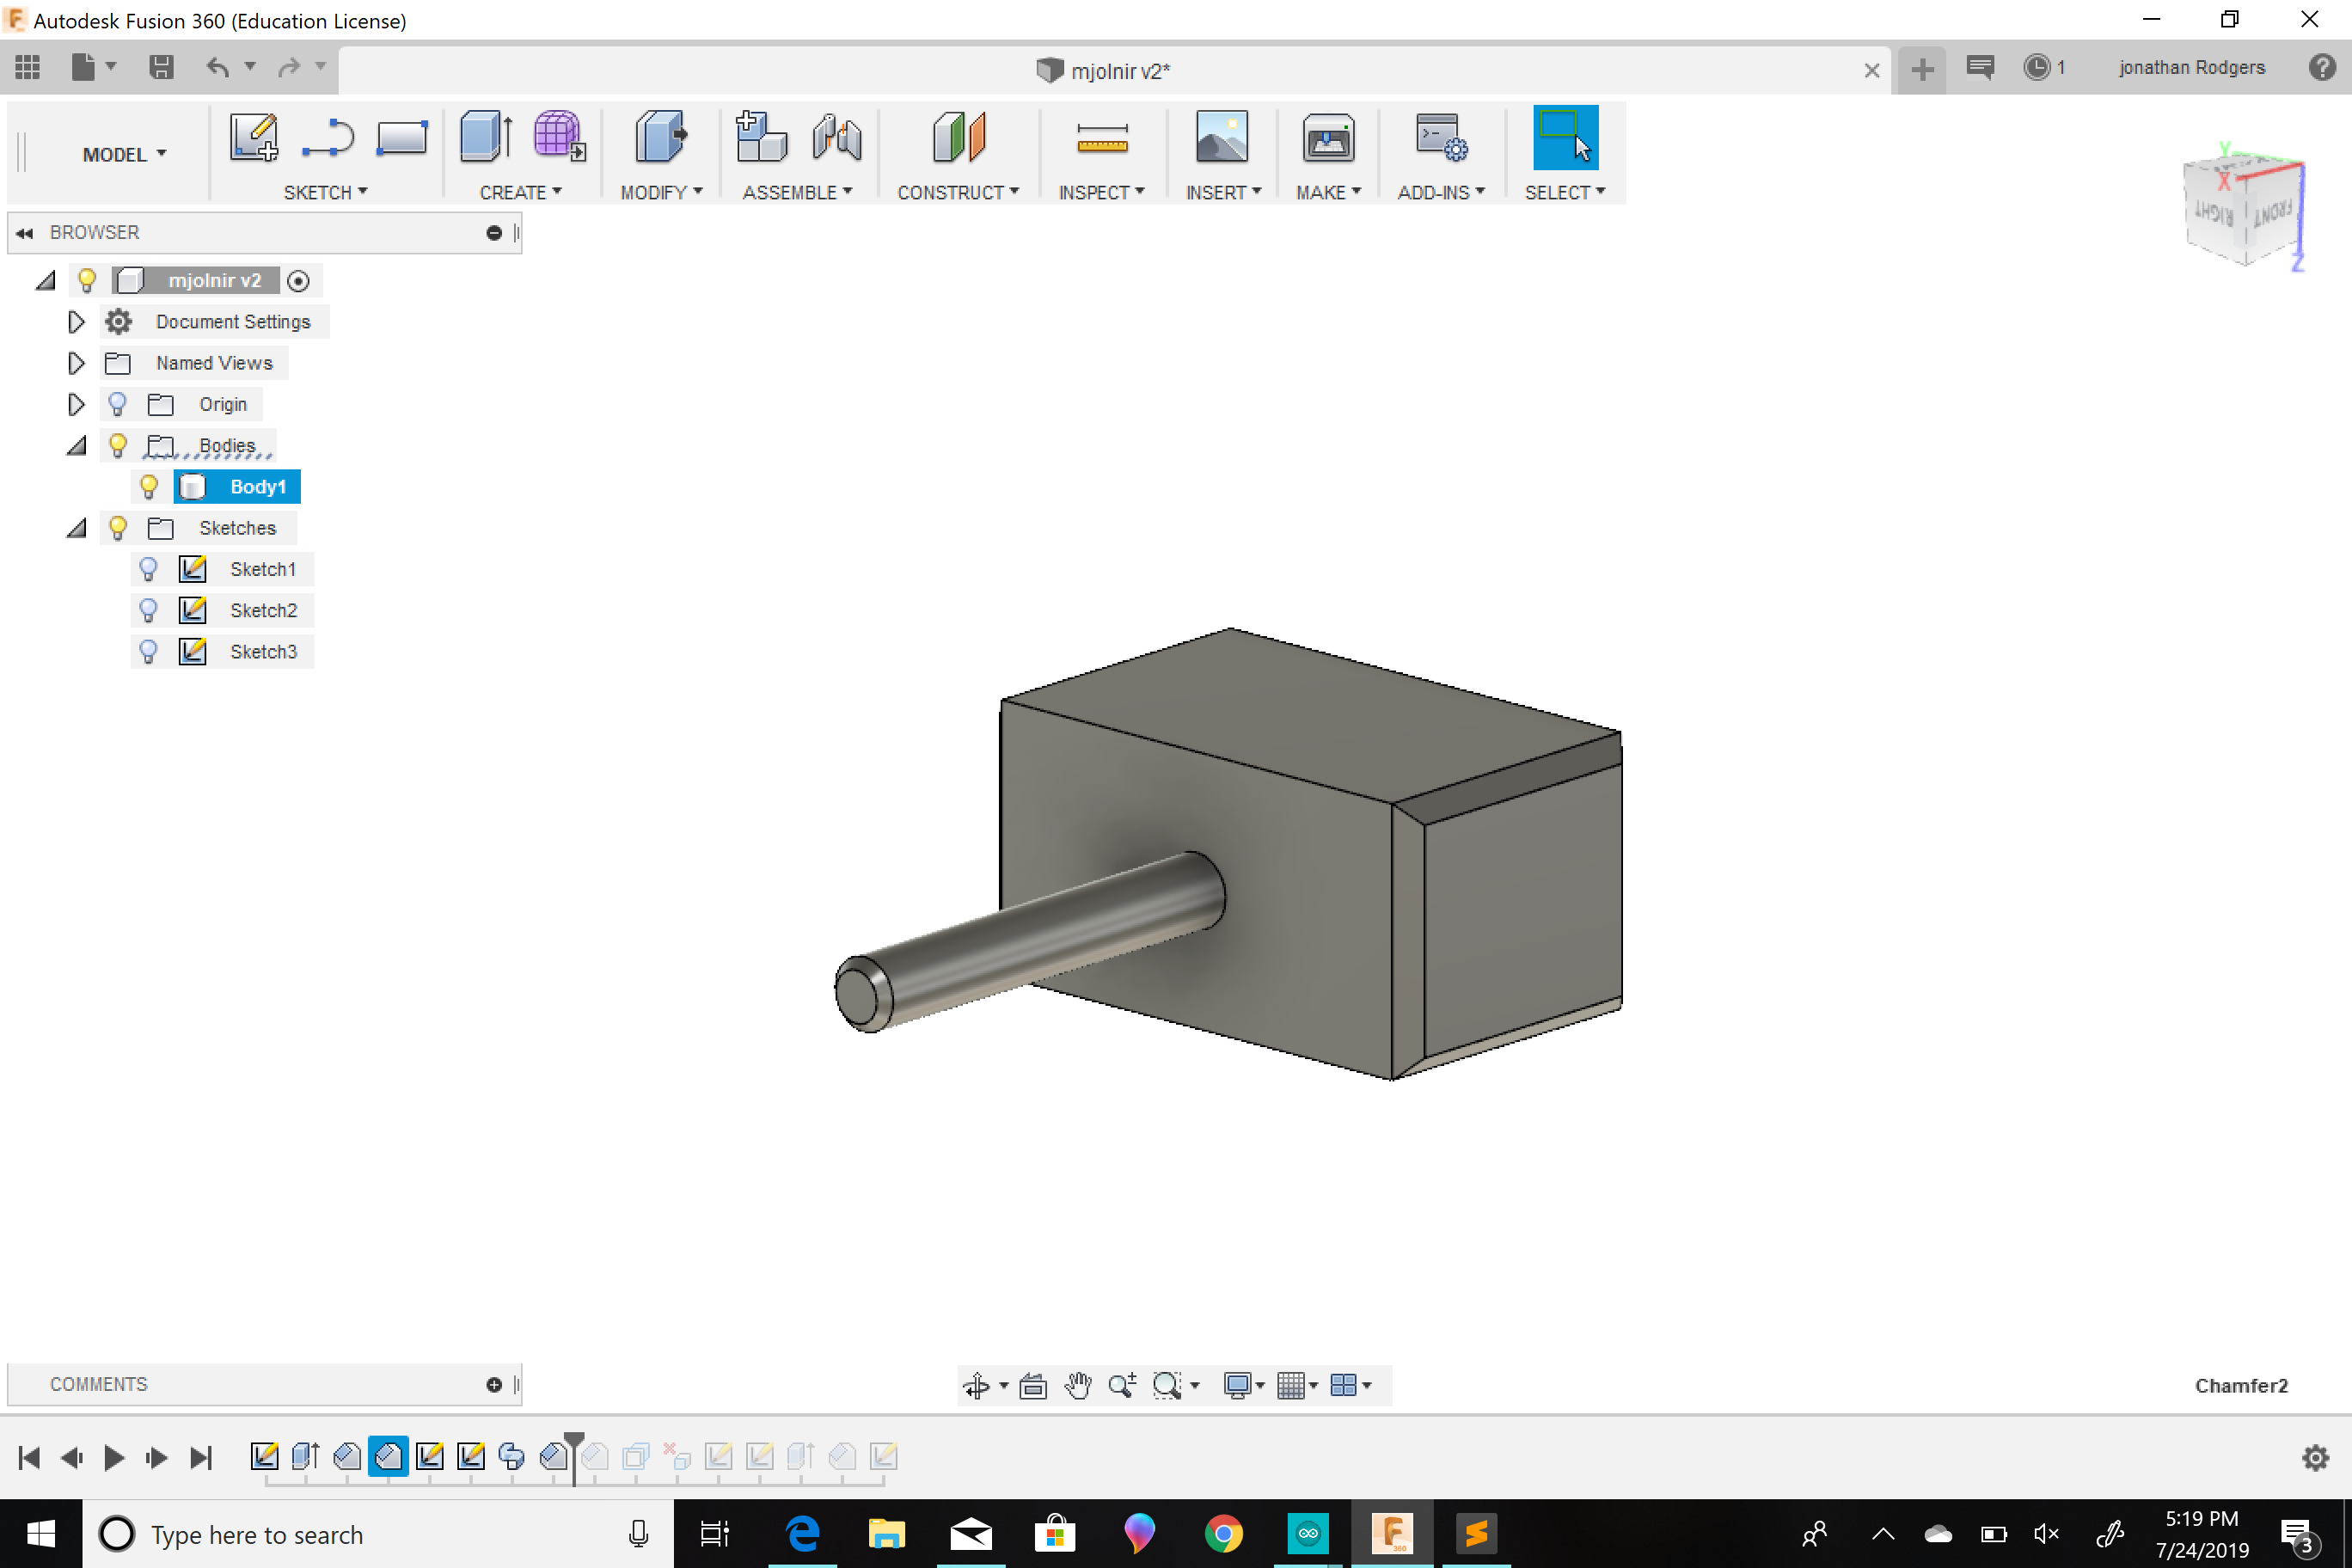 Autodesk Fusion 360 (Education License)
mjolnir v2*
1
jonathan Rodgers
MODEL
SKETCH
CREATE
MODIFY
ASSEMBLE
CONSTRUCT
INSPECT
INSERT
MAKE
ADD-INS
SELECT
Y
X
RIGHT
FRONT
Z
BROWSER
mjolnir v2
Document Settings
Named Views
Origin
Bodies
Body1
Sketches
Sketch1
Sketch2
Sketch3
COMMENTS
Chamfer2
Type here to search
360
5:19 PM
7/24/2019
3